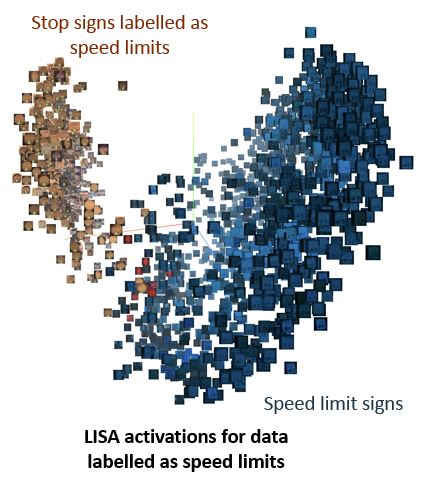 Stop signs labelled as
speed limits
Speed limit signs
LISA activations for data
labelled as speed limits